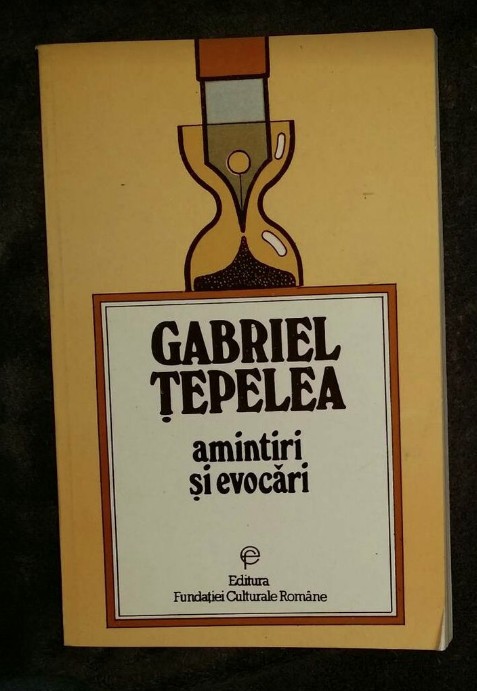 GABRIEL
ȚEPELEA
amintiri
și evocări
Editura
Fundației Culturale Române